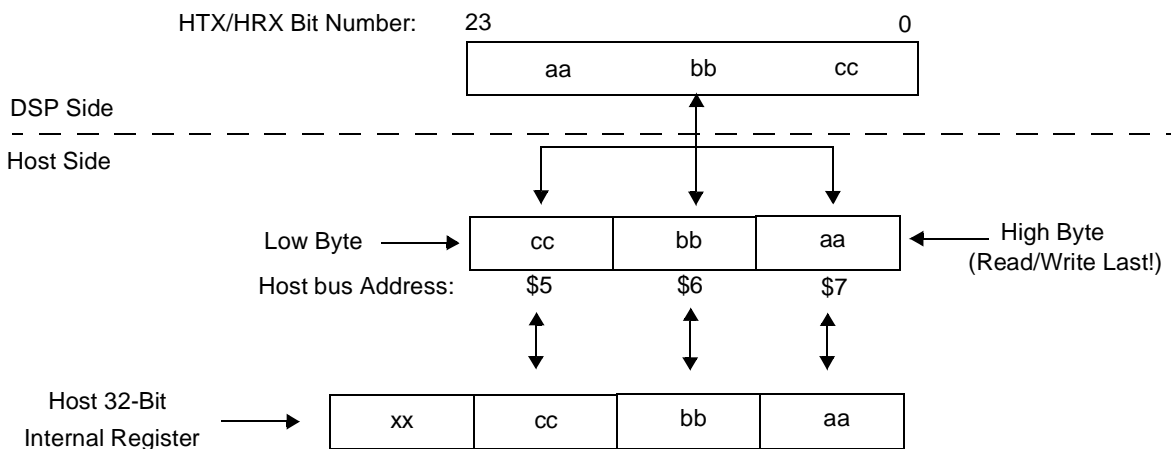 HTX/HRX Bit Number: 23 0
aa bb cc
DSP Side
Host Side
Low Byte cc bb aa High Byte
(Read/Write Last!)
Host bus Address: $5 $6 $7
Host 32-Bit
Internal Register
xx cc bb aa